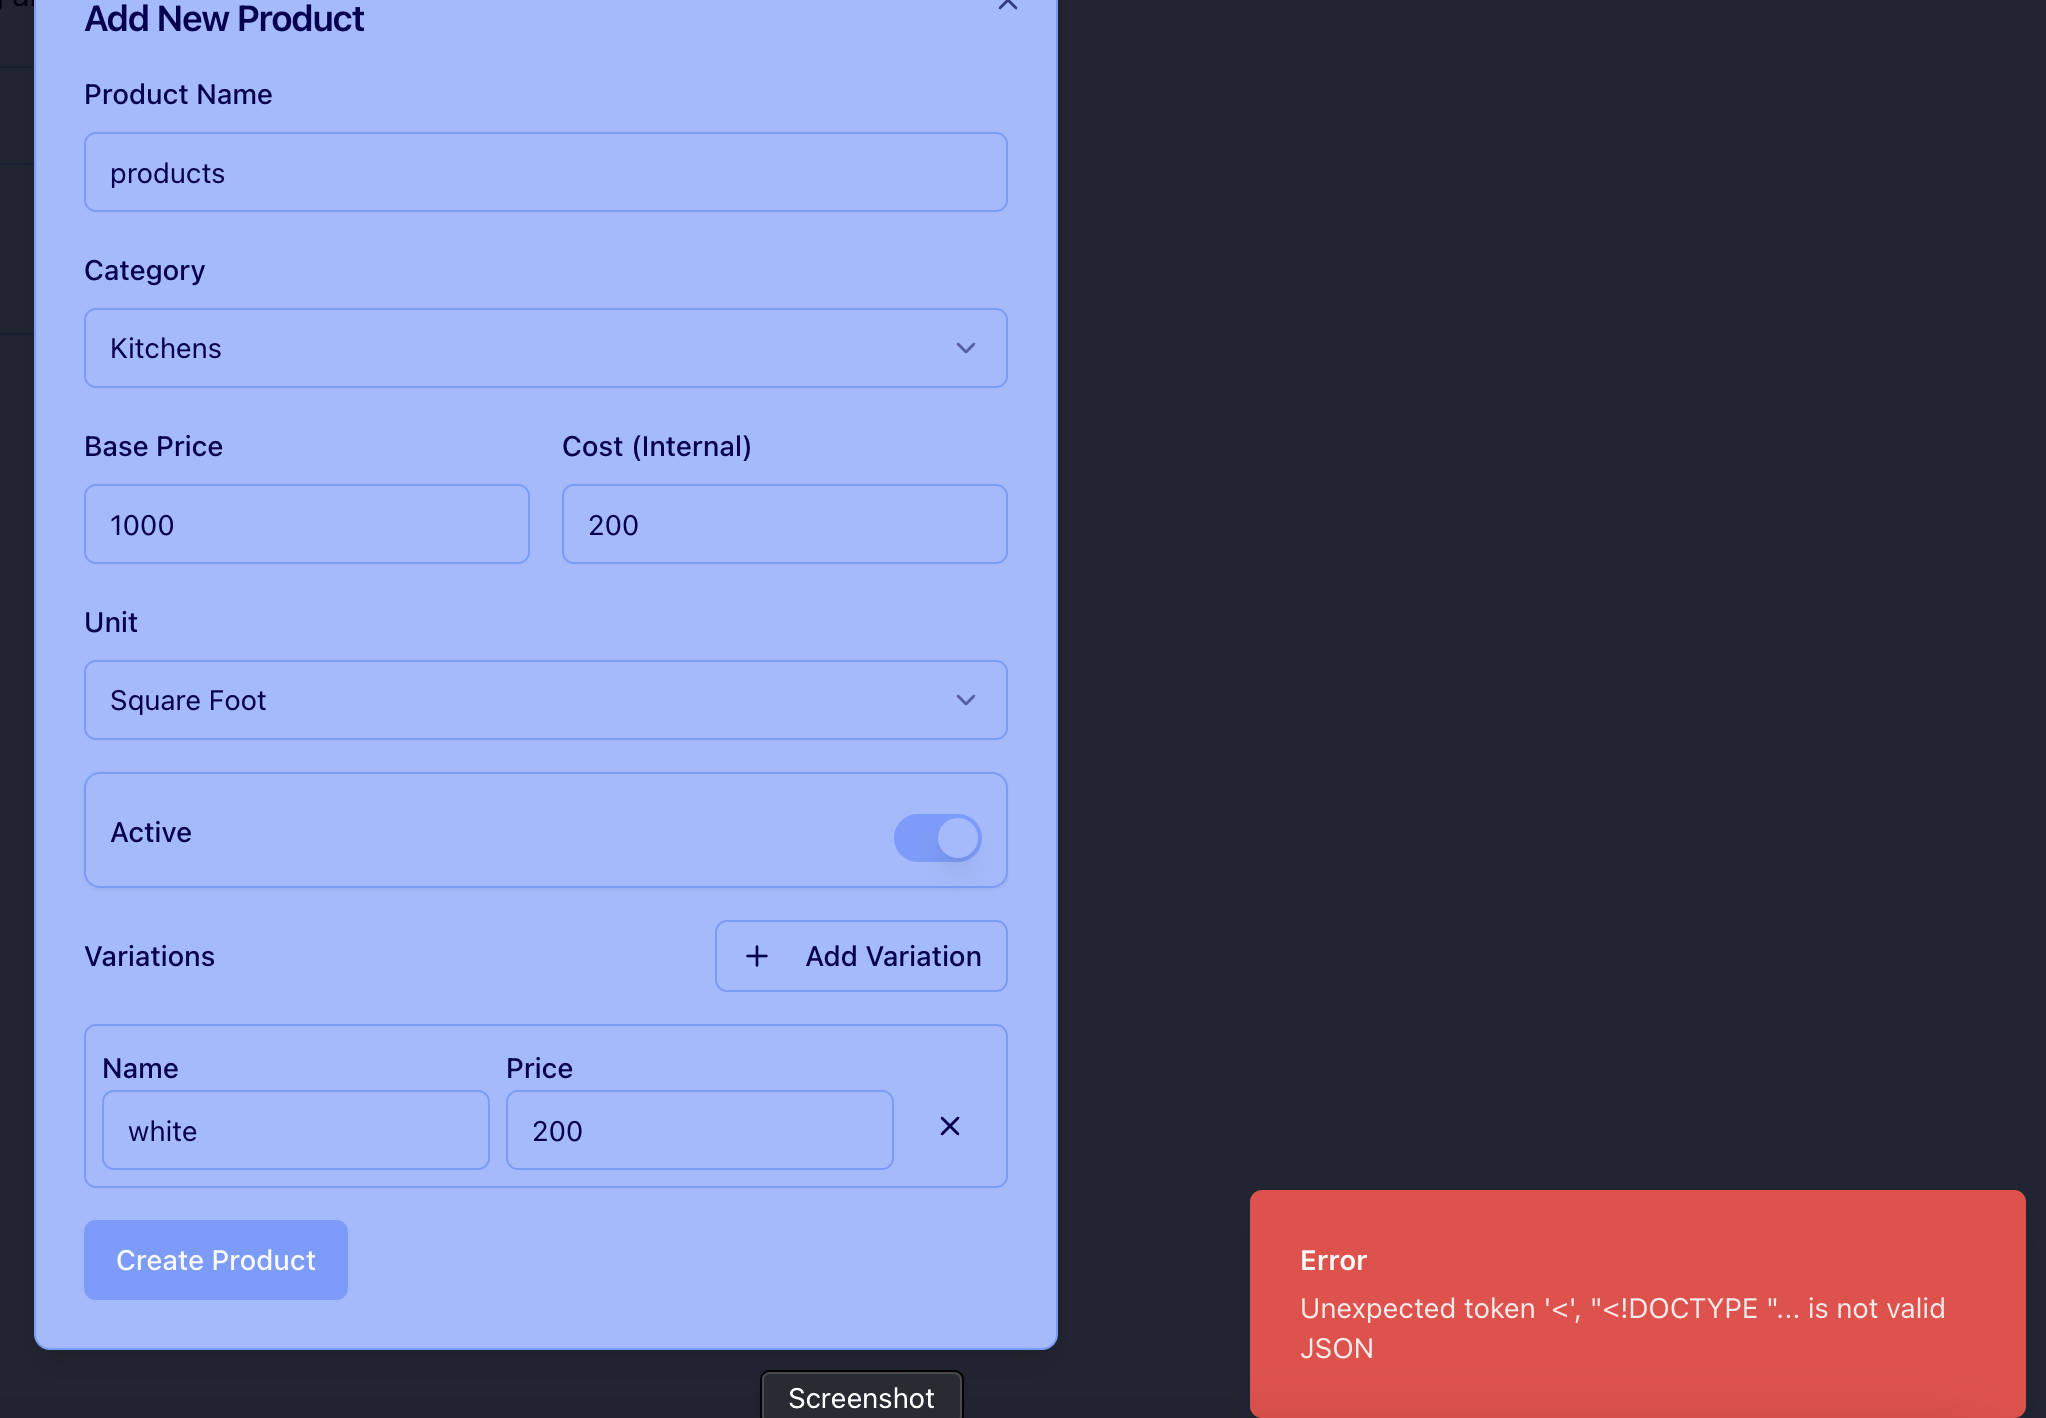 Add New Product
Product Name
products
Category
Kitchens
Base Price
Cost (Internal)
1000
200
Unit
Square Foot
Active
Variations
+ Add Variation
Name
Price
white
200
Create Product
Error
Unexpected token '<', "<!DOCTYPE "... is not valid
JSON
Screenshot